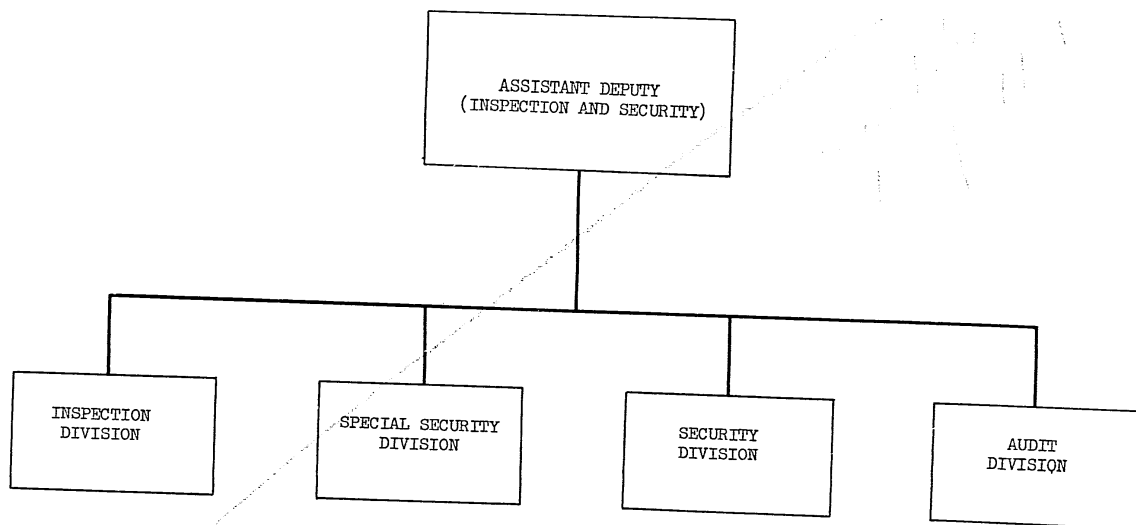 ASSISTANT DEPUTY
(INSPECTION AND SECURITY)
INSPECTION
DIVISION
SPECIAL SECURITY
DIVISION
SECURITY
DIVISION
AUDIT
DIVISION